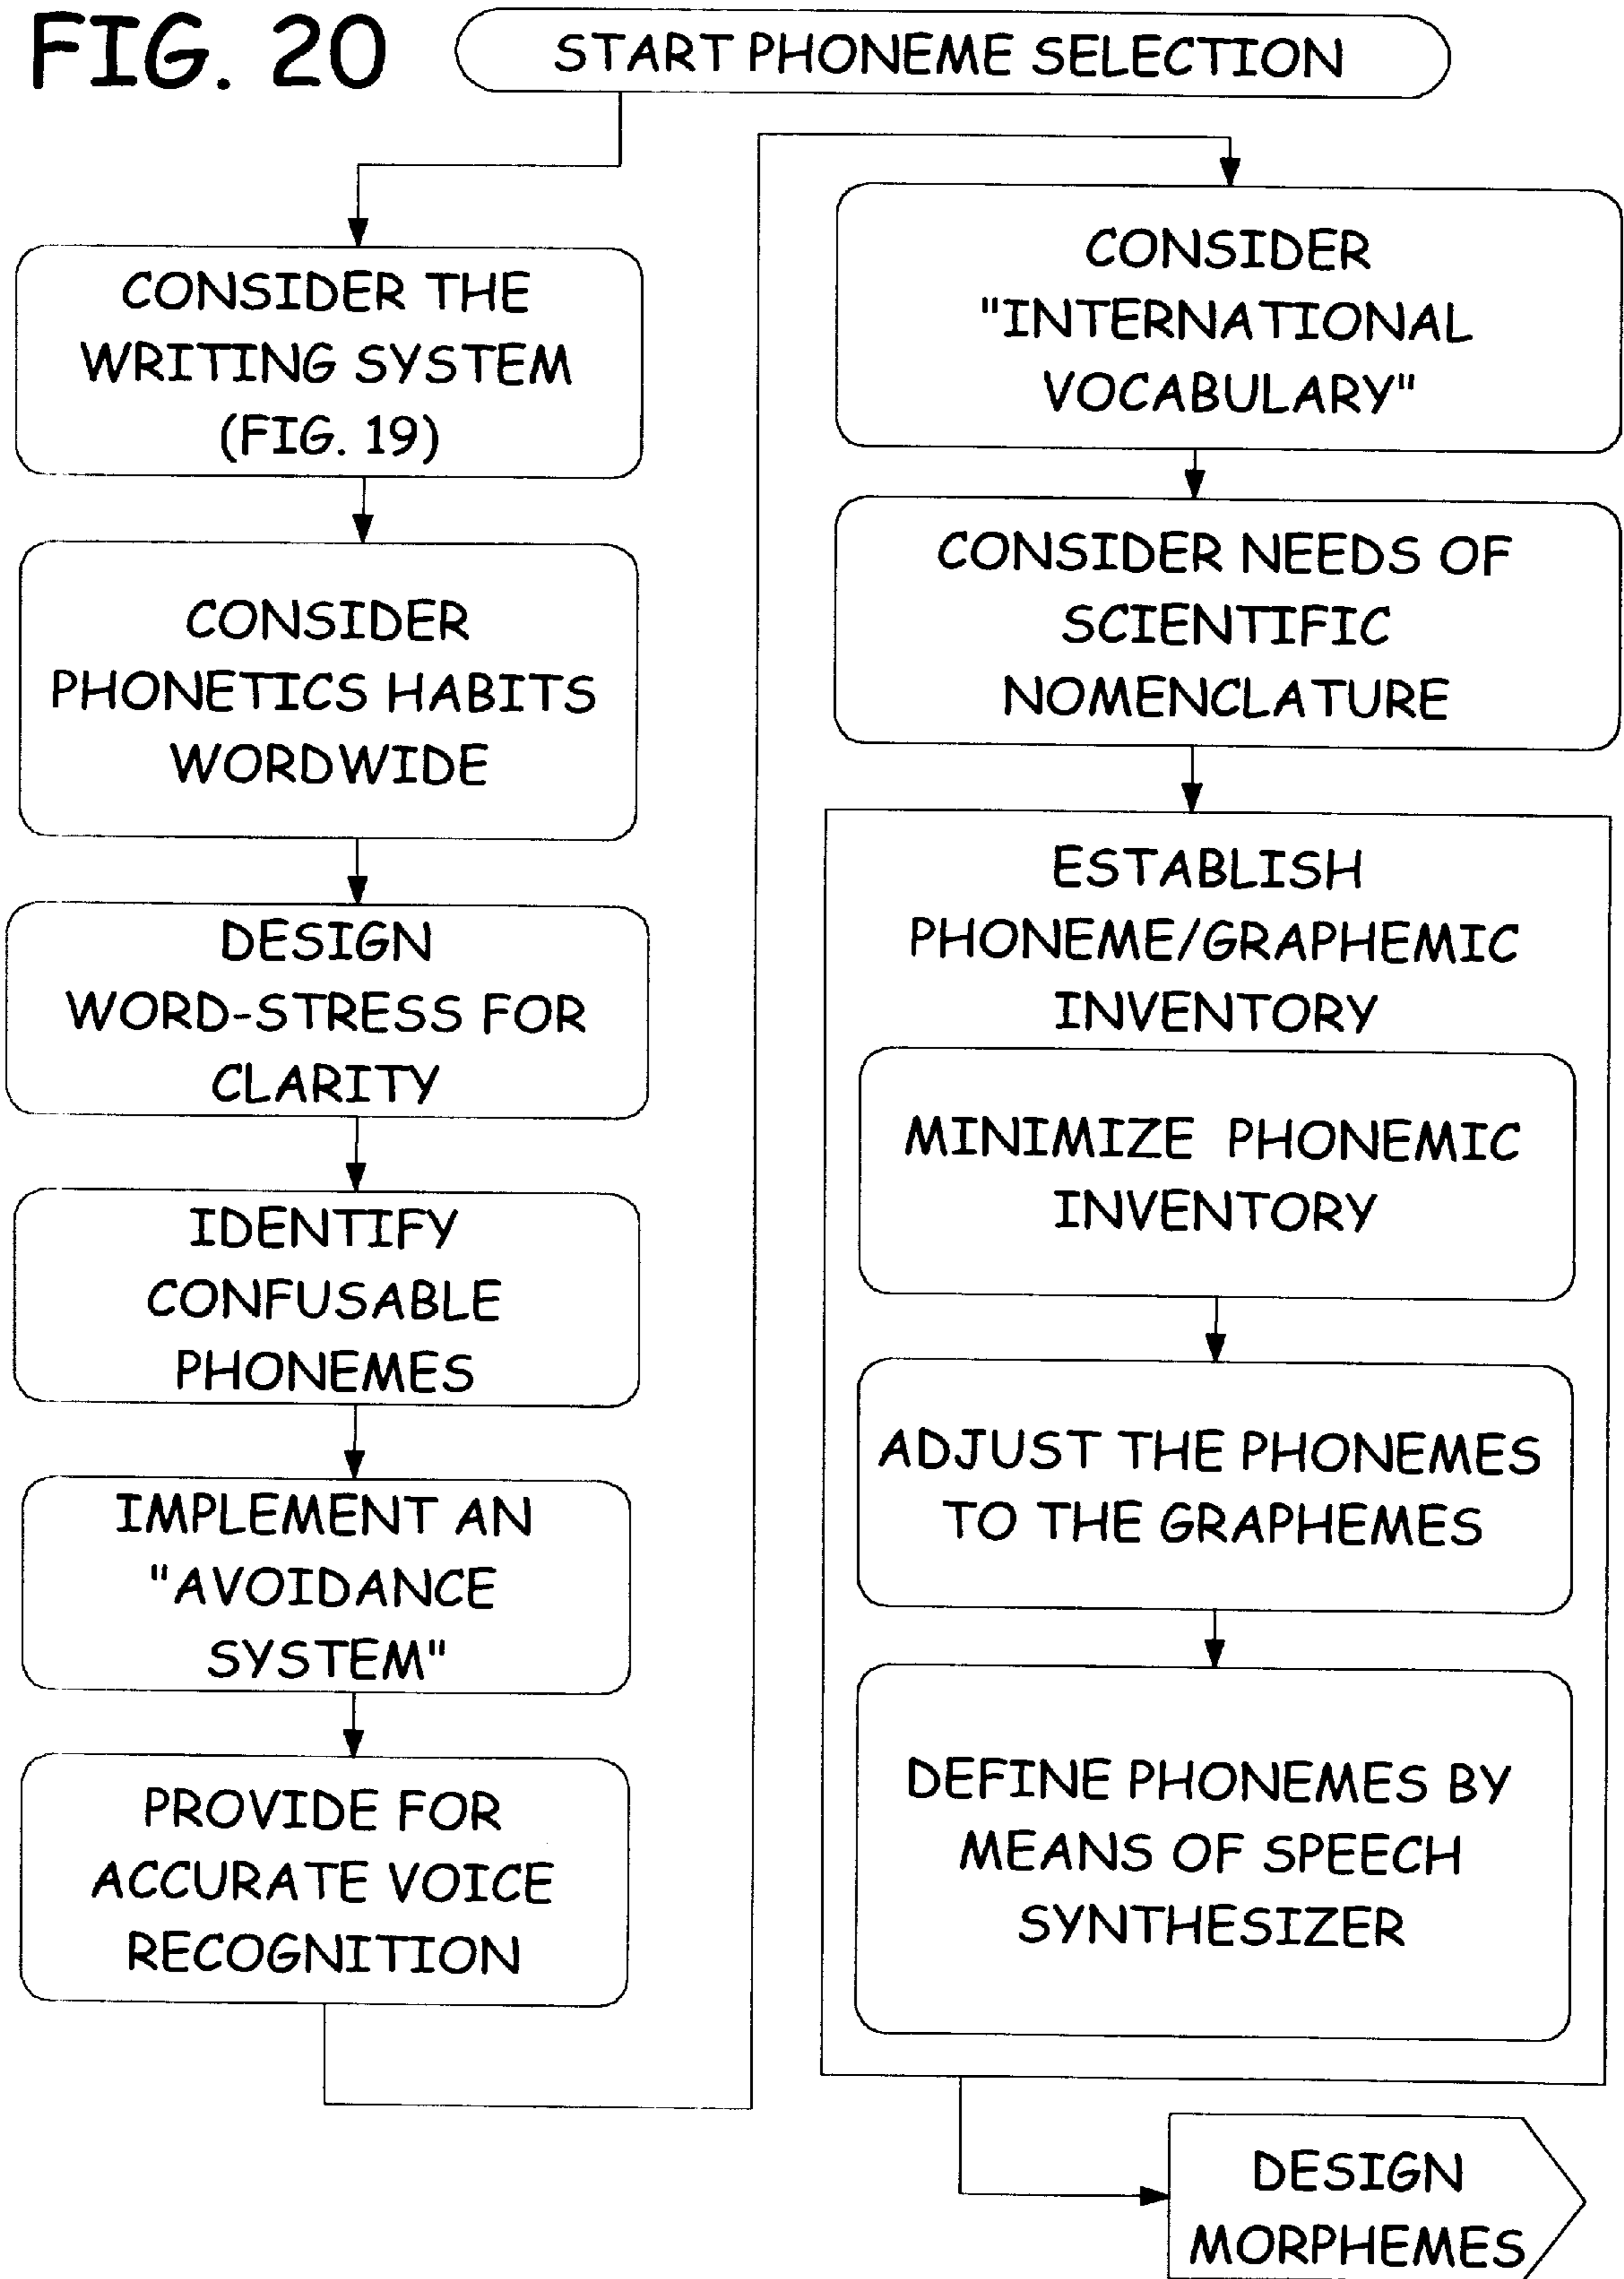 FIG. 20
START PHONEME SELECTION
CONSIDER THE
WRITING SYSTEM
(FIG. 19)
CONSIDER
PHONETICS HABITS
WORDWIDE
DESIGN
WORD-STRESS FOR
CLARITY
IDENTIFY
CONFUSABLE
PHONEMES
IMPLEMENT AN
"AVOIDANCE
SYSTEM"
PROVIDE FOR
ACCURATE VOICE
RECOGNITION
CONSIDER
"INTERNATIONAL
VOCABULARY"
CONSIDER NEEDS OF
SCIENTIFIC
NOMENCLATURE
ESTABLISH
PHONEME/GRAPHEMIC
INVENTORY
MINIMIZE PHONEMIC
INVENTORY
ADJUST THE PHONEMES
TO THE GRAPHEMES
DEFINE PHONEMES BY
MEANS OF SPEECH
SYNTHESIZER
DESIGN
MORPHEMES